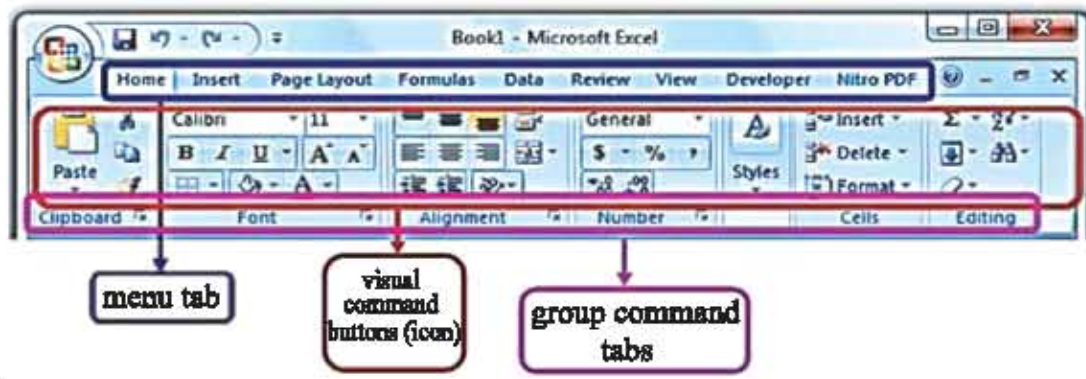 Book1 - Microsoft Excel
Home Insert Page Layout Formulas Data Review View Developer Nitro PDF
Calibri 11 General Insert
B I U A A $ % , Delete
Paste A Styles Format
Clipboard Font Alignment Number Cells Editing
menu tab
visual
command
buttons (icon)
group command
tabs